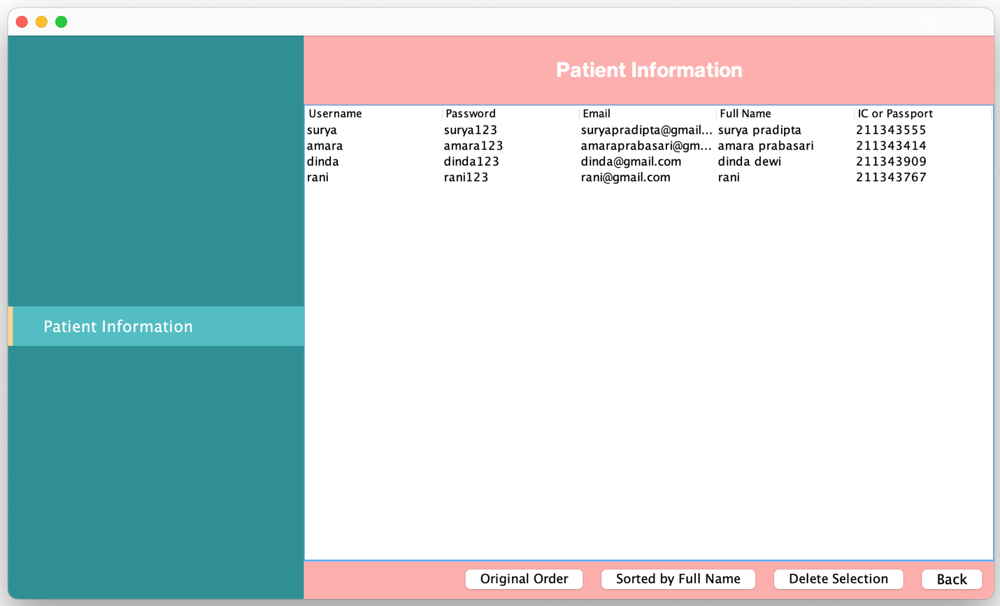 Patient Information
Patient Information
Username Password Email Full Name IC or Passport
surya surya123 suryapradipta@gmail... surya pradipta 211343555
amara amara123 amaraprabasari@gm... amara prabasari 211343414
dinda dinda123 dinda@gmail.com dinda dewi 211343909
rani rani123 rani@gmail.com rani 211343767
Original Order Sorted by Full Name Delete Selection Back